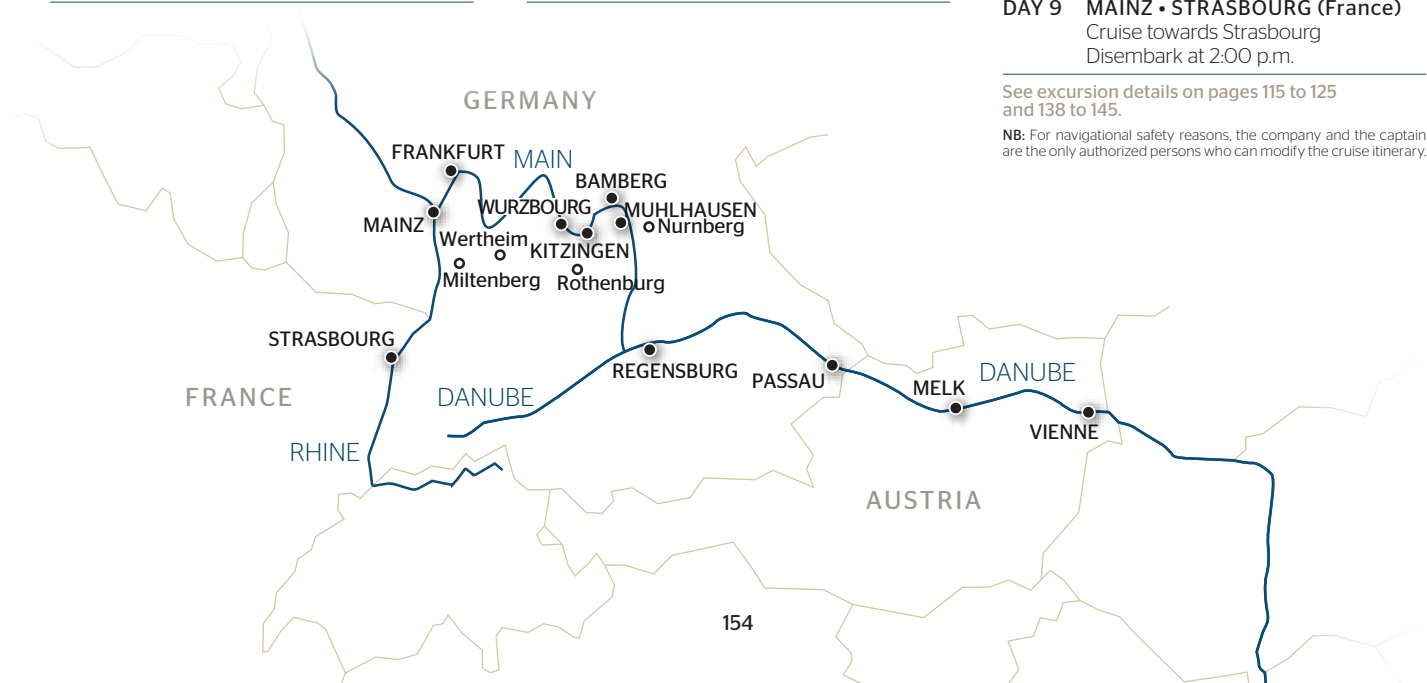 DAY 9 MAINZ • STRASBOURG (France)
Cruise towards Strasbourg
Disembark at 2:00 p.m.
See excursion details on pages 115 to 125
and 138 to 145.
NB: For navigational safety reasons, the company and the captain
are the only authorized persons who can modify the cruise itinerary.
GERMANY
FRANKFURT
MAIN
BAMBERG
WURZBOURG
MUHLHAUSEN
MAINZ
Nurnberg
Wertheim
KITZINGEN
Miltenberg
Rothenburg
STRASBOURG
REGENSBURG
PASSAU
MELK
DANUBE
FRANCE
DANUBE
VIENNE
RHINE
AUSTRIA
154